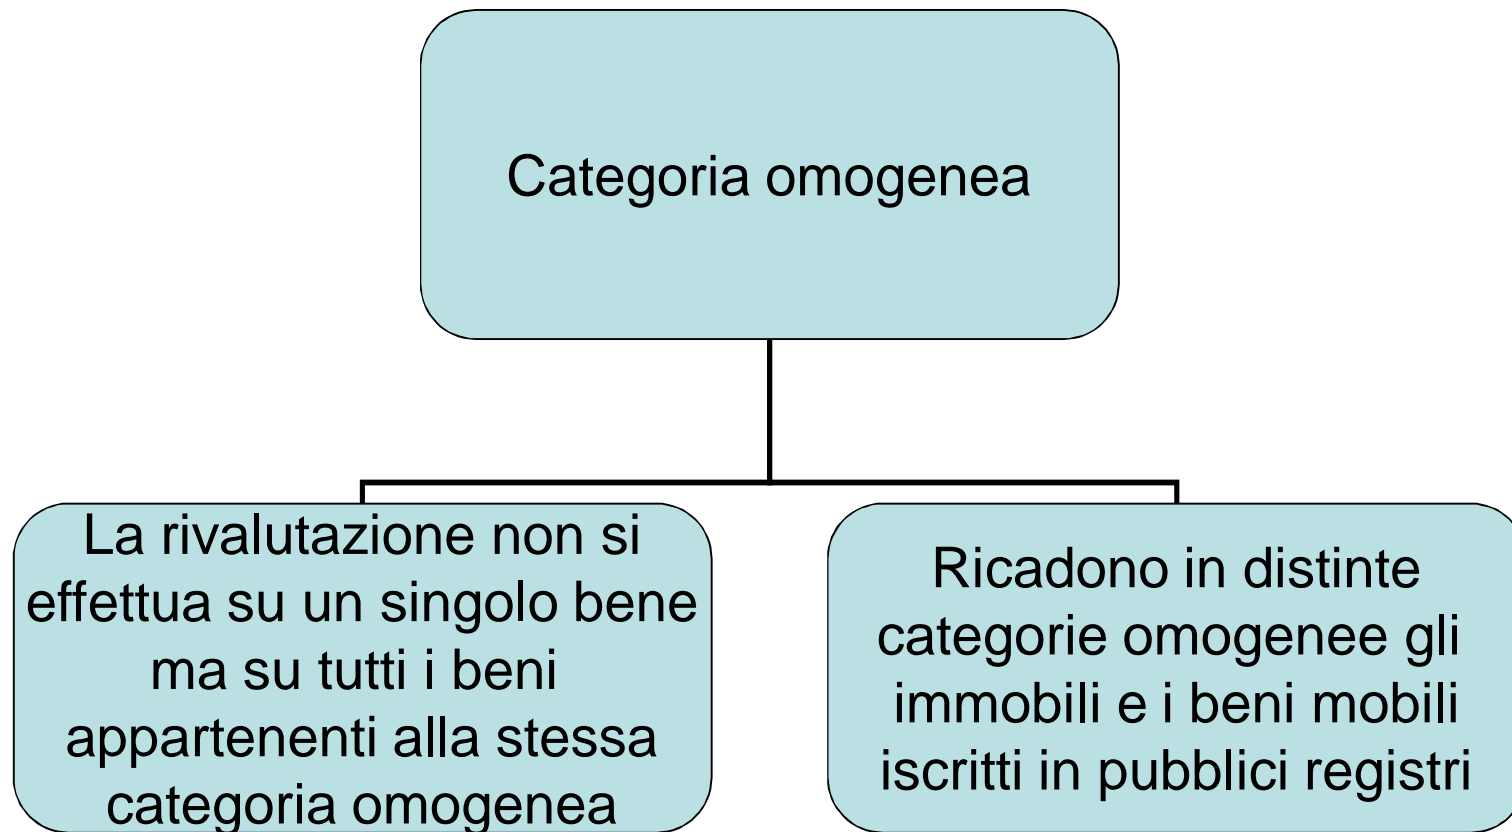 Categoria omogenea
La rivalutazione non si
effettua su un singolo bene
ma su tutti i beni
appartenenti alla stessa
categoria omogenea
Ricadono in distinte
categorie omogenee gli
immobili e i beni mobili
iscritti in pubblici registri